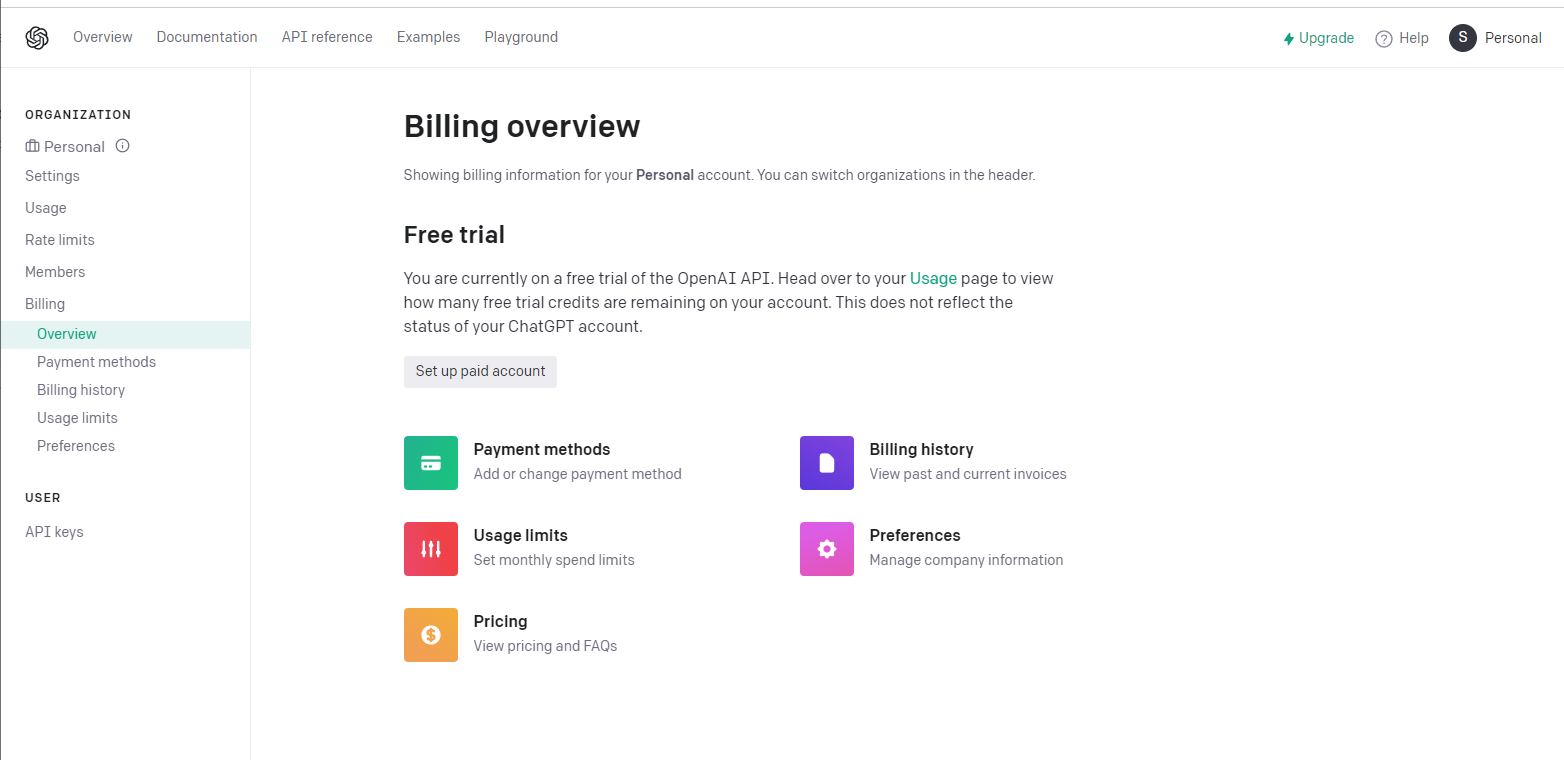 Overview Documentation API reference Examples Playground Upgrade Help S Personal
ORGANIZATION
Personal
Settings
Usage
Rate limits
Members
Billing
Overview
Payment methods
Billing history
Usage limits
Preferences
USER
API keys
Billing overview
Showing billing information for your Personal account. You can switch organizations in the header.
Free trial
You are currently on a free trial of the OpenAI API. Head over to your Usage page to view
how many free trial credits are remaining on your account. This does not reflect the
status of your ChatGPT account.
Set up paid account
Payment methods
Add or change payment method
Billing history
View past and current invoices
Usage limits
Set monthly spend limits
Preferences
Manage company information
Pricing
View pricing and FAQs